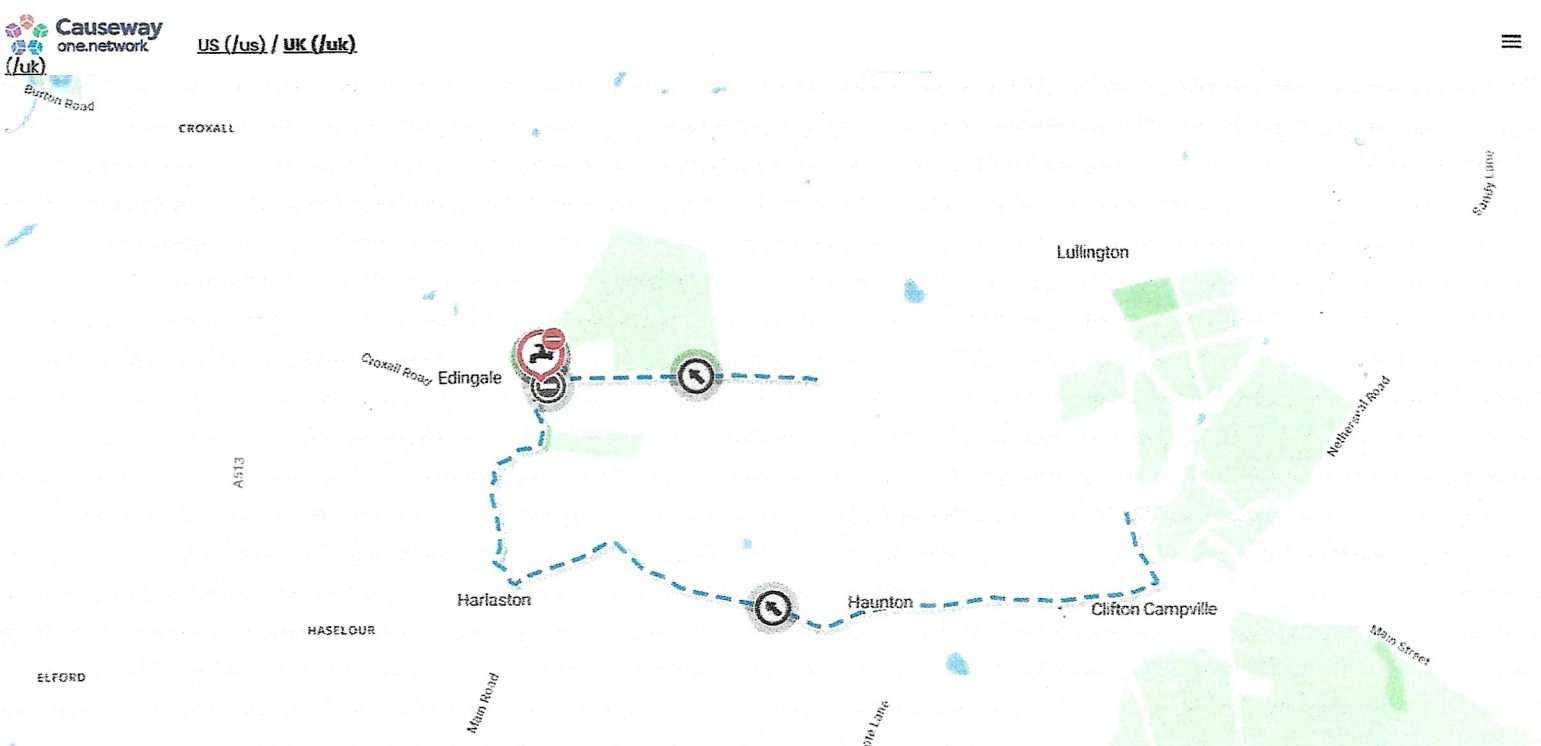 Causeway
one.network
(/uk)
US (/us) / UK (/uk)
Burton Road
CROXALL
Sandy Lane
Lullington
Croxall Road
Edingale
Netherseal Road
A513
Harlaston
Haunton
Clifton Campville
HASELOUR
Main Street
ELFORD
Main Road
Lane